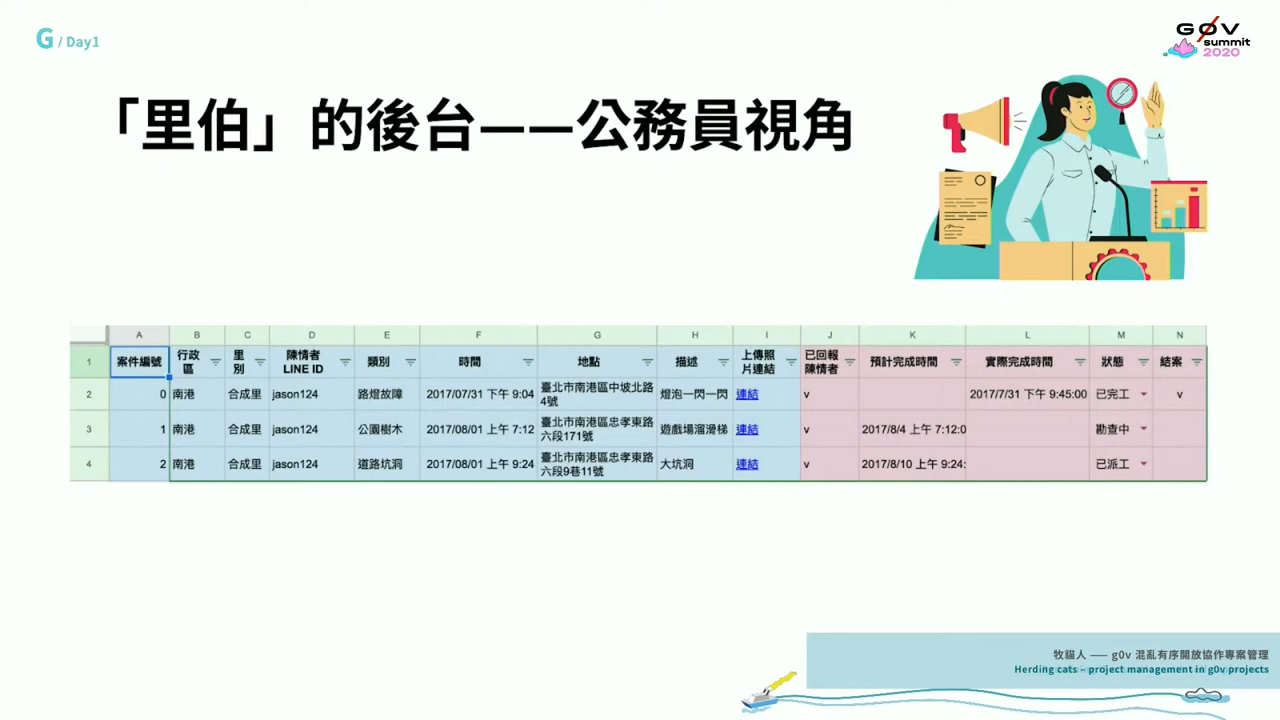 G / Day1
G0V
summit
2020
「里伯」的後台——公務員視角
A B C D E F G H I J K L M N
1 案件編號 行政區 里別 陳情者 LINE ID 類別 時間 地點 描述 上傳照片連結 已回報陳情者 預計完成時間 實際完成時間 狀態 結案
2 0 南港 合成里 jason124 路燈故障 2017/07/31 下午 9:04 臺北市南港區中坡北路4號 燈泡一閃一閃 連結 v 2017/7/31 下午 9:45:00 已完工 v
3 1 南港 合成里 jason124 公園樹木 2017/08/01 上午 7:12 臺北市南港區忠孝東路六段171號 遊戲場溜滑梯 連結 v 2017/8/4 上午 7:12:0 勘查中
4 2 南港 合成里 jason124 道路坑洞 2017/08/01 上午 9:24 臺北市南港區忠孝東路六段9巷11號 大坑洞 連結 v 2017/8/10 上午 9:24: 已派工
牧貓人 —— g0v 混亂有序開放協作專案管理
Herding cats – project management in g0v projects